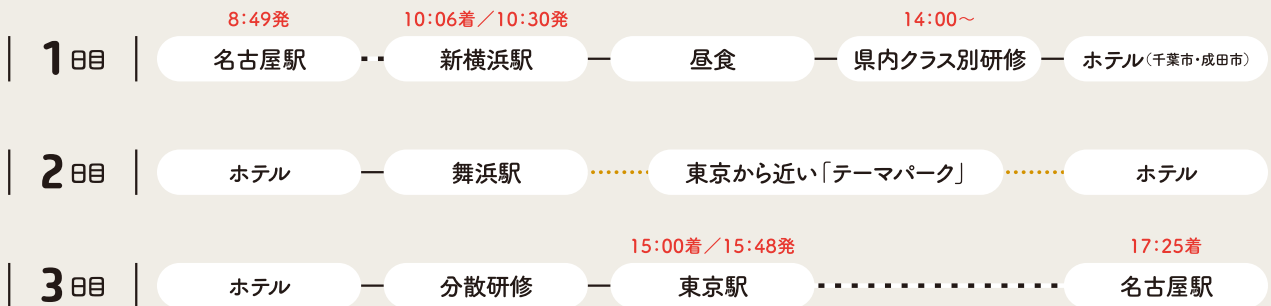 8:49発 10:06着／10:30発 14:00～
1日目 名古屋駅 新横浜駅 昼食 県内クラス別研修 ホテル（千葉市・成田市）
2日目 ホテル 舞浜駅 東京から近い「テーマパーク」 ホテル
15:00着／15:48発 17:25着
3日目 ホテル 分散研修 東京駅 名古屋駅